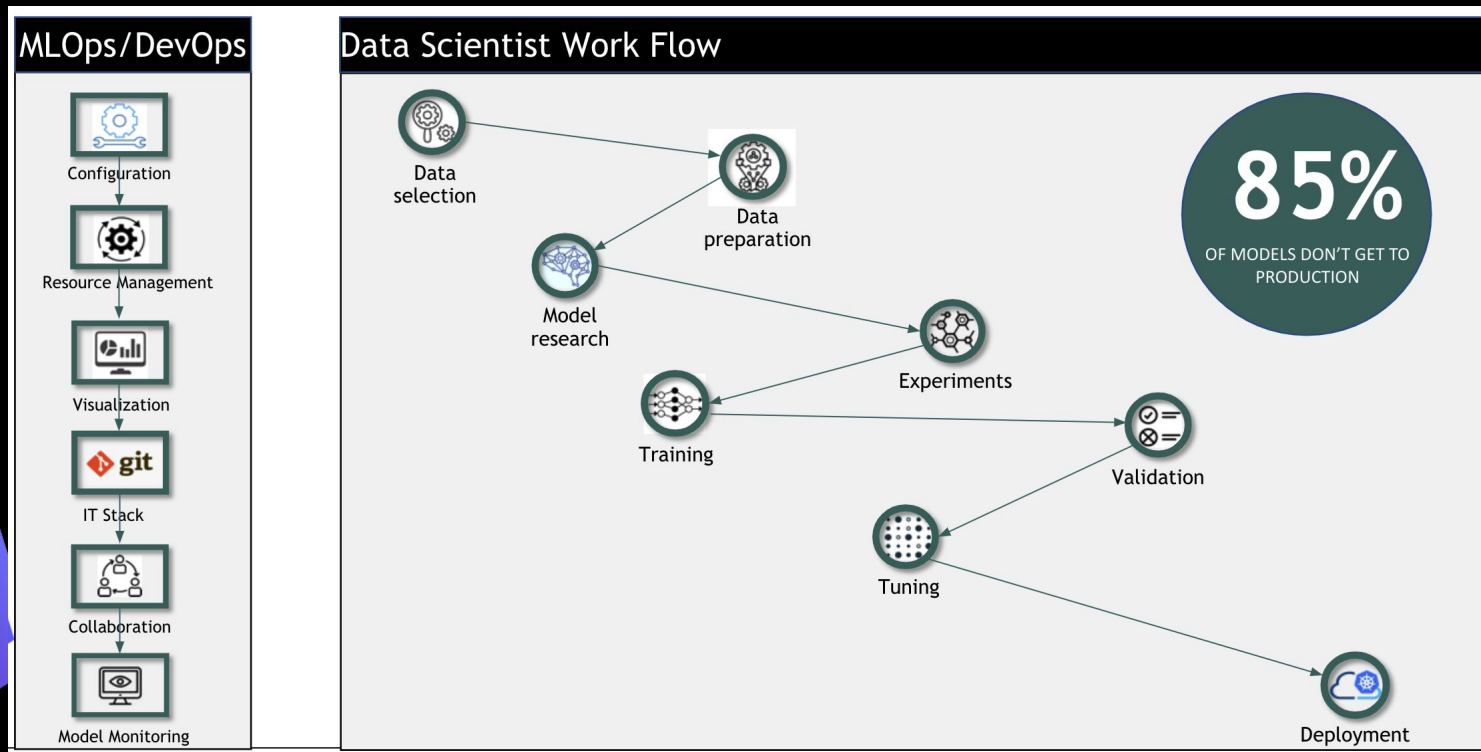 MLOps/DevOps
Configuration
Resource Management
Visualization
git
IT Stack
Collaboration
Model Monitoring
Data Scientist Work Flow
Data
selection
Data
preparation
Model
research
Experiments
Training
Validation
Tuning
Deployment
85%
OF MODELS DON'T GET TO
PRODUCTION